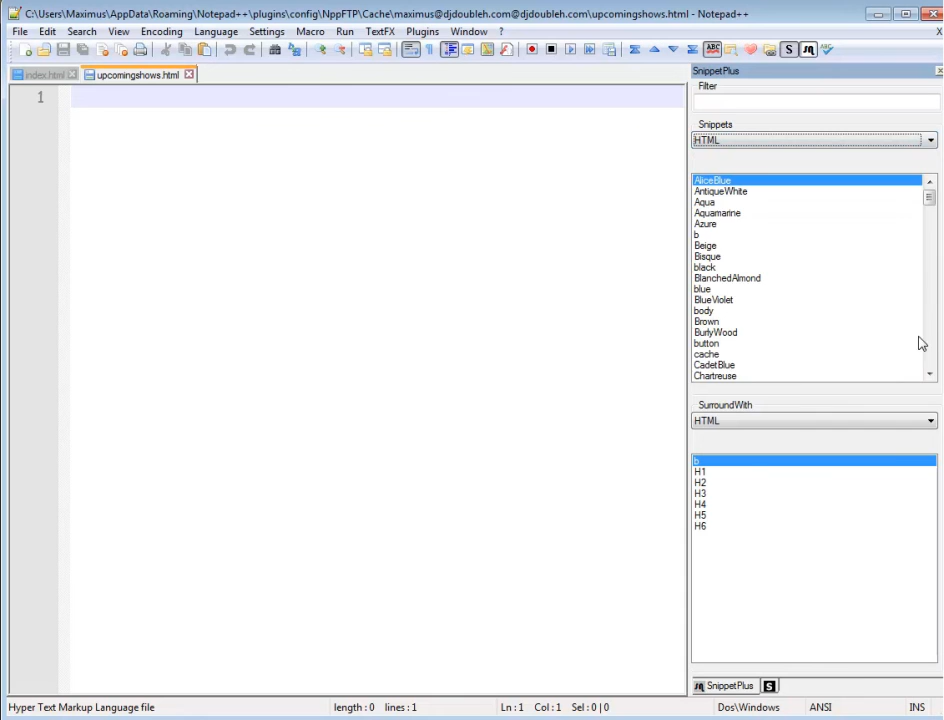 C:\Users\Maximus\AppData\Roaming\Notepad++\plugins\config\NppFTP\Cache\maximus@djdoubleh.com@djdoubleh.com\upcomingshows.html - Notepad++
File Edit Search View Encoding Language Settings Macro Run TextFX Plugins Window ? X
index.html upcomingshows.html
1
SnippetPlus
Filter
Snippets
HTML
AliceBlue
AntiqueWhite
Aqua
Aquamarine
Azure
b
Beige
Bisque
black
BlanchedAlmond
blue
BlueViolet
body
Brown
BurlyWood
button
cache
CadetBlue
Chartreuse
SurroundWith
HTML
b
H1
H2
H3
H4
H5
H6
SnippetPlus S
Hyper Text Markup Language file length : 0 lines : 1 Ln : 1 Col : 1 Sel : 0 | 0 Dos\Windows ANSI INS